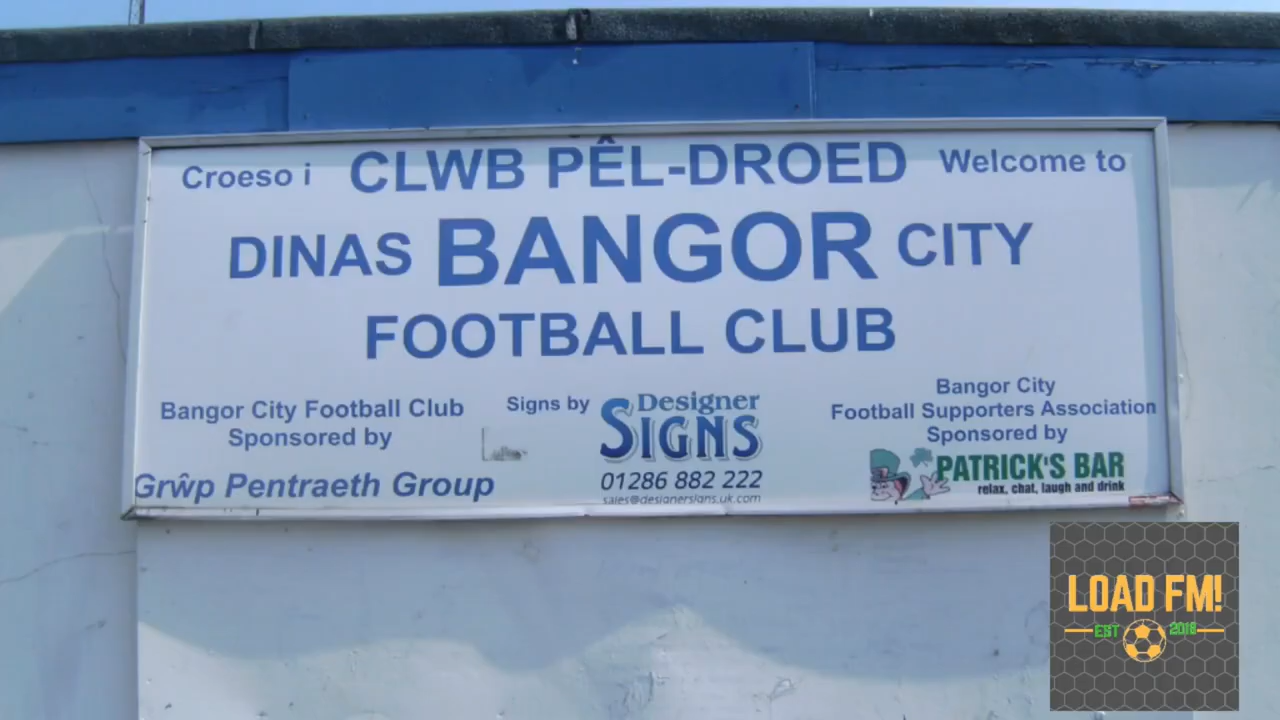 Croeso i CLWB PÊL-DROED Welcome to
DINAS BANGOR CITY
FOOTBALL CLUB
Bangor City Football Club
Sponsored by
Grŵp Pentraeth Group
Signs by Designer
SIGNS
01286 882 222
sales@designersigns.uk.com
Bangor City
Football Supporters Association
Sponsored by
PATRICK'S BAR
relax, chat, laugh and drink
LOAD FM!
EST 2018